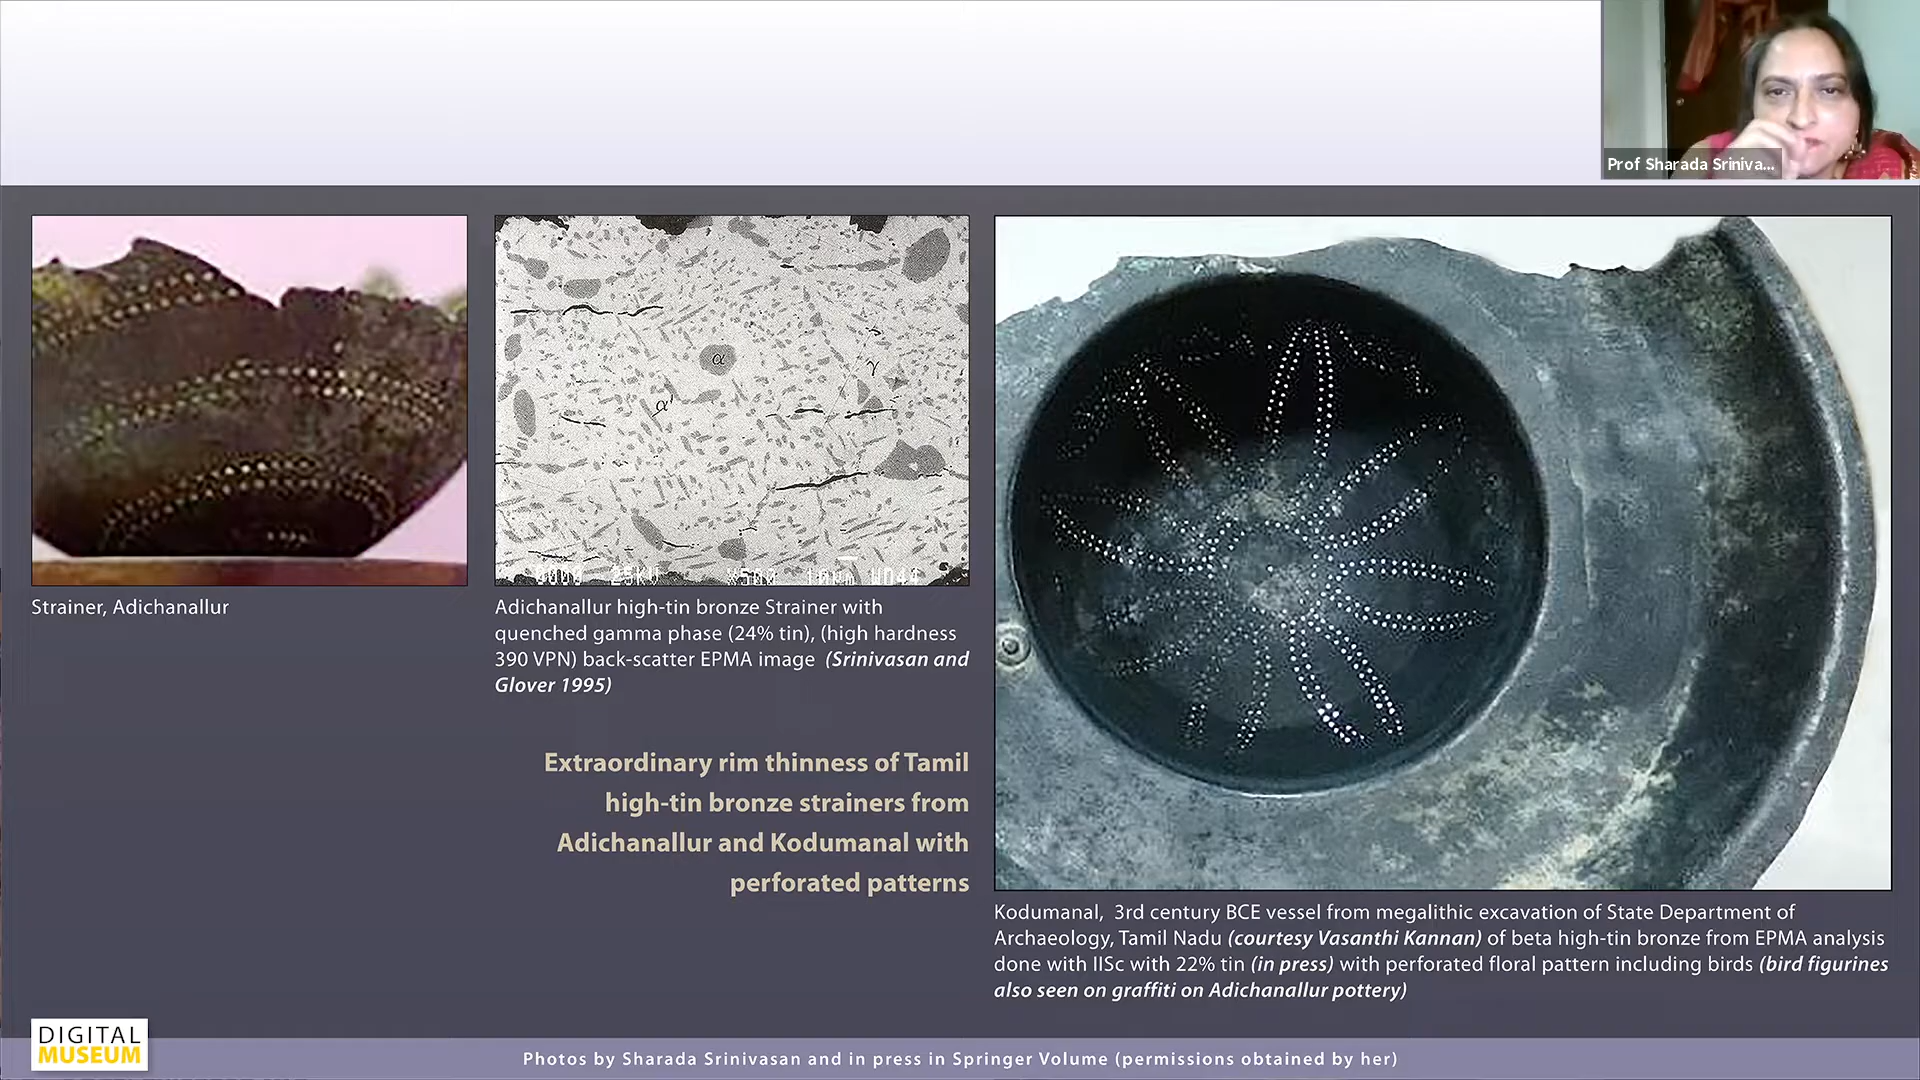 Prof Sharada Sriniva...
α
γ
α'
25KU X500 10μm WD44
Strainer, Adichanallur
Adichanallur high-tin bronze Strainer with
quenched gamma phase (24% tin), (high hardness
390 VPN) back-scatter EPMA image (Srinivasan and
Glover 1995)
Extraordinary rim thinness of Tamil
high-tin bronze strainers from
Adichanallur and Kodumanal with
perforated patterns
Kodumanal, 3rd century BCE vessel from megalithic excavation of State Department of
Archaeology, Tamil Nadu (courtesy Vasanthi Kannan) of beta high-tin bronze from EPMA analysis
done with IISc with 22% tin (in press) with perforated floral pattern including birds (bird figurines
also seen on graffiti on Adichanallur pottery)
DIGITAL
MUSEUM
Photos by Sharada Srinivasan and in press in Springer Volume (permissions obtained by her)